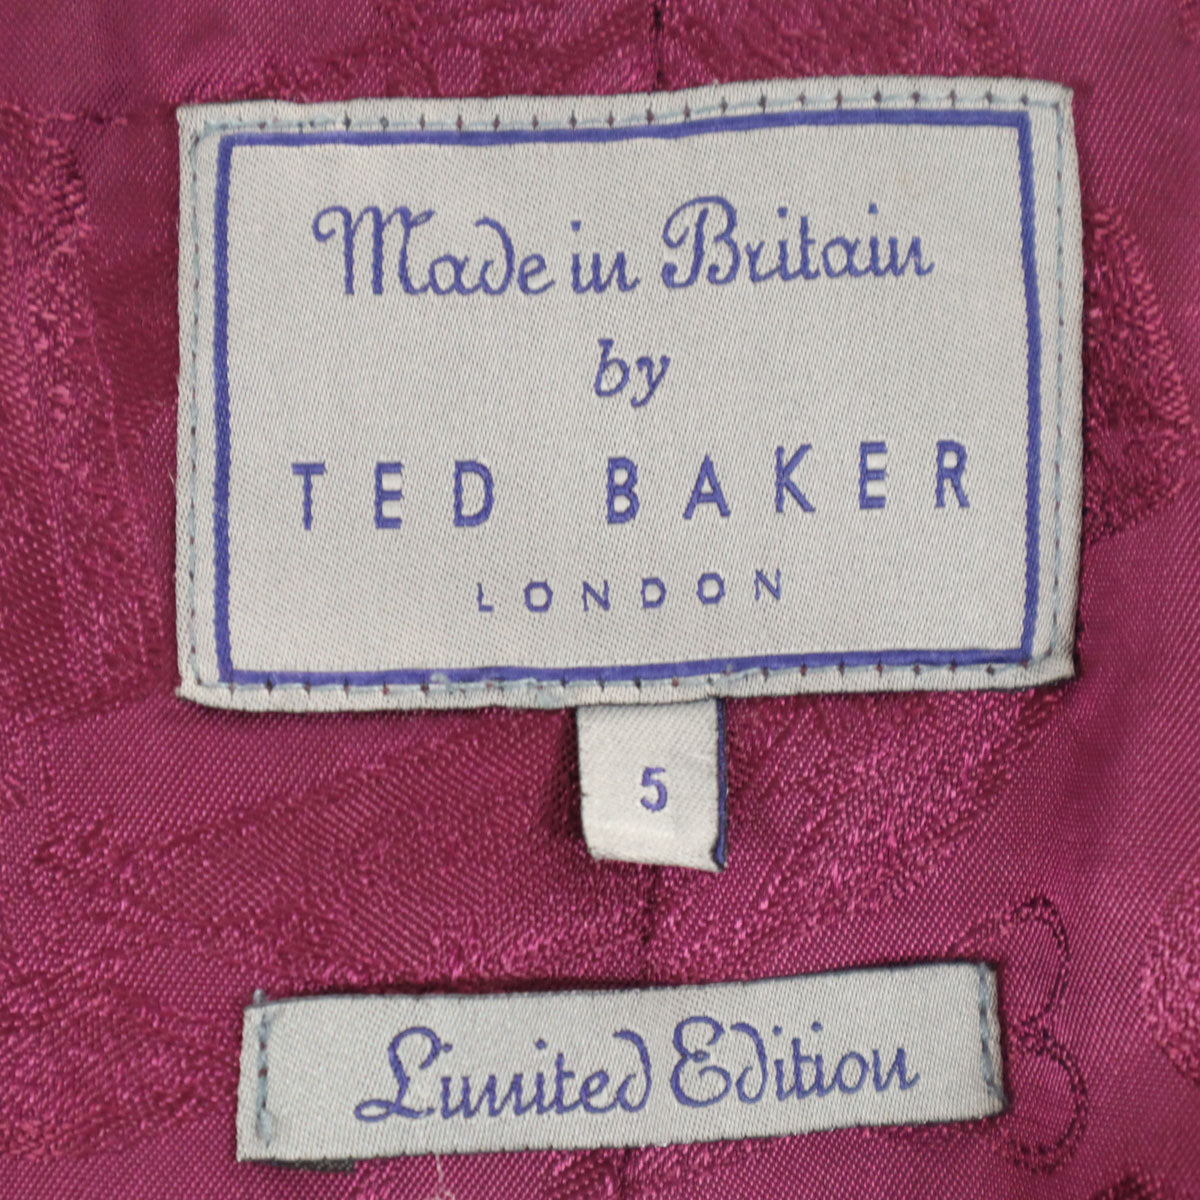 Made in Britain
by
TED BAKER
LONDON
5
Limited Edition